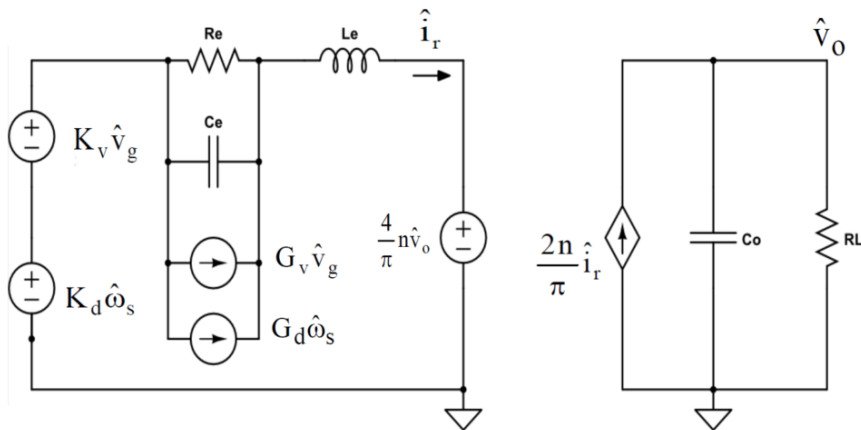 Re
Le
î_r
v̂_O
Ce
K_v v̂_g
G_v v̂_g
4/π n v̂_o
2n/π î_r
Co
RL
K_d ω̂_s
G_d ω̂_s